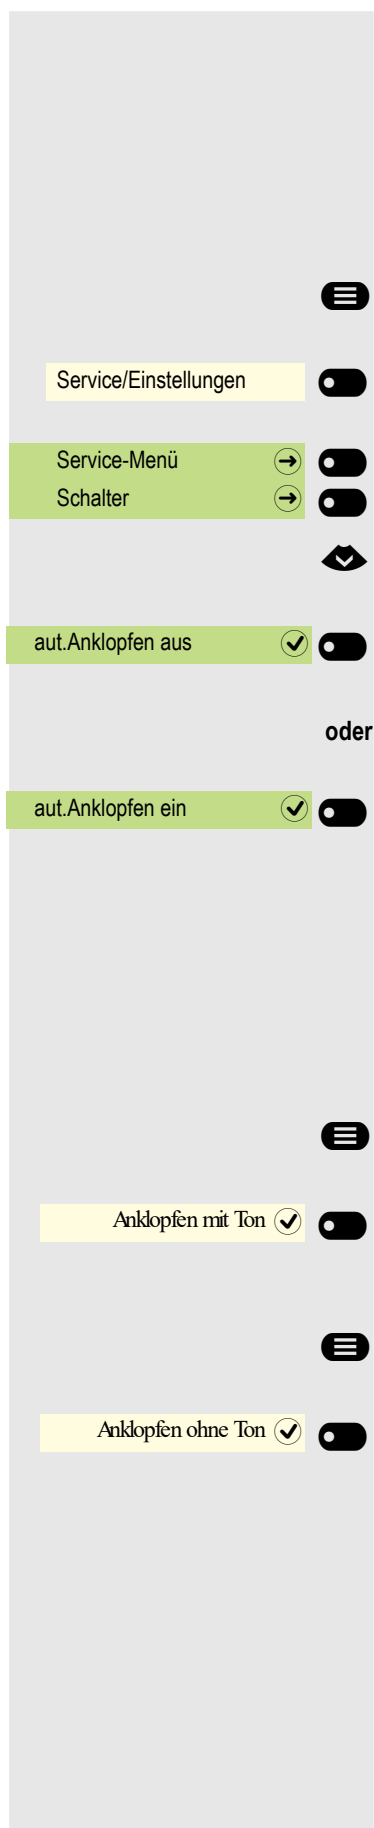 Service/Einstellungen
Service-Menü
Schalter
aut.Anklopfen aus
oder
aut.Anklopfen ein
Anklopfen mit Ton
Anklopfen ohne Ton